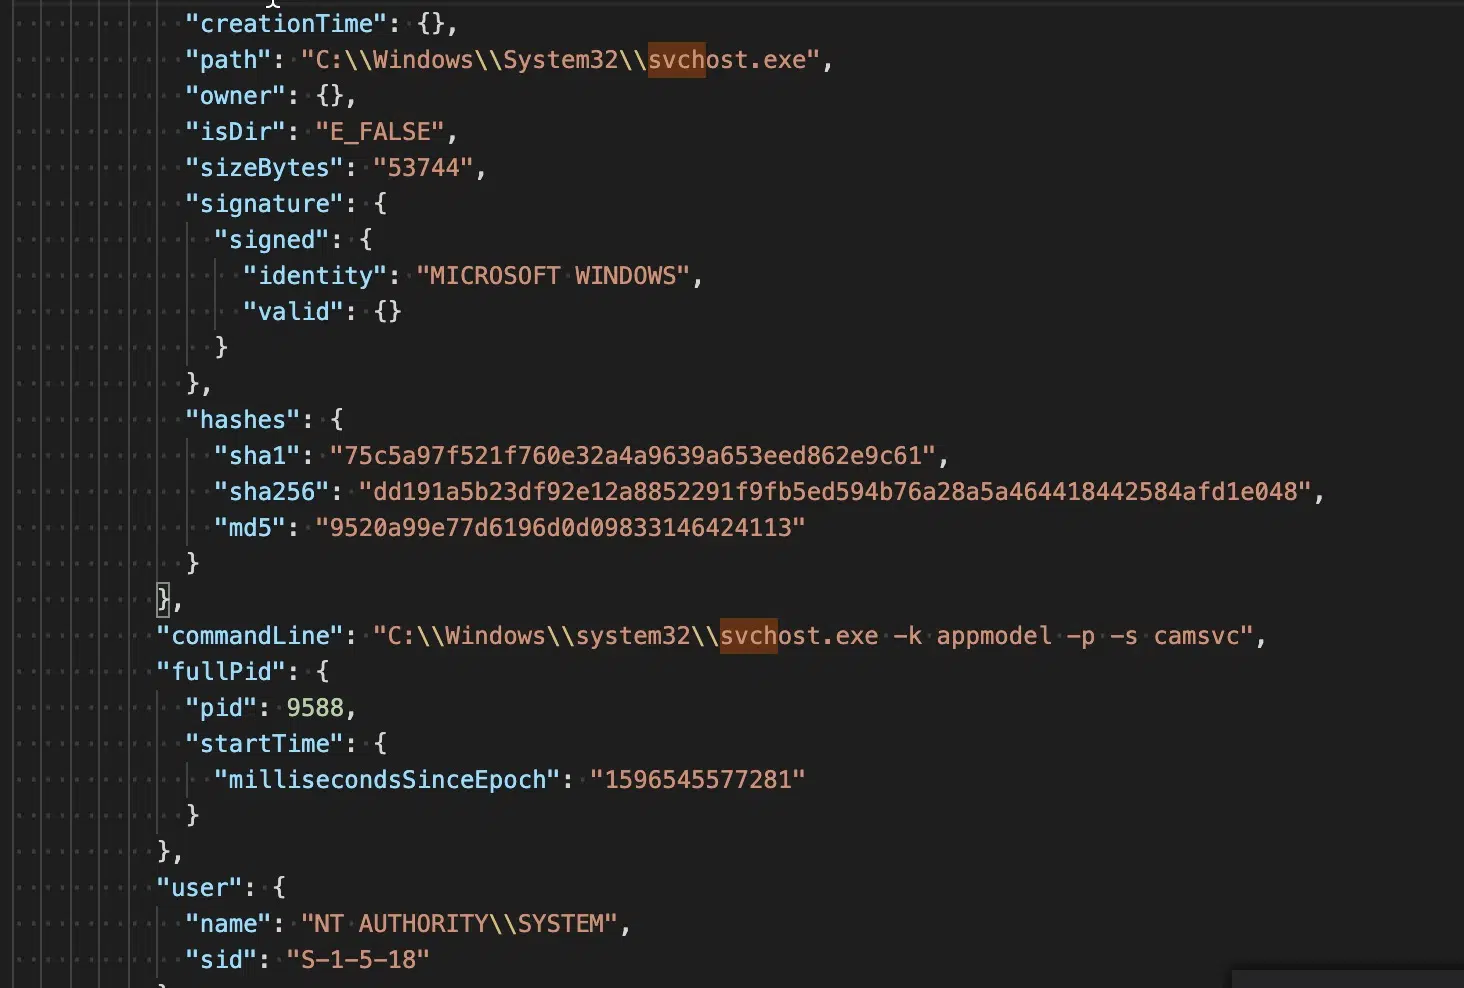 "creationTime": {},
"path": "C:\\Windows\\System32\\svchost.exe",
"owner": {},
"isDir": "E_FALSE",
"sizeBytes": "53744",
"signature": {
"signed": {
"identity": "MICROSOFT WINDOWS",
"valid": {}
}
},
"hashes": {
"sha1": "75c5a97f521f760e32a4a9639a653eed862e9c61",
"sha256": "dd191a5b23df92e12a8852291f9fb5ed594b76a28a5a464418442584afd1e048",
"md5": "9520a99e77d6196d0d09833146424113"
}
},
"commandLine": "C:\\Windows\\system32\\svchost.exe -k appmodel -p -s camsvc",
"fullPid": {
"pid": 9588,
"startTime": {
"millisecondsSinceEpoch": "1596545577281"
}
},
"user": {
"name": "NT AUTHORITY\\SYSTEM",
"sid": "S-1-5-18"
}